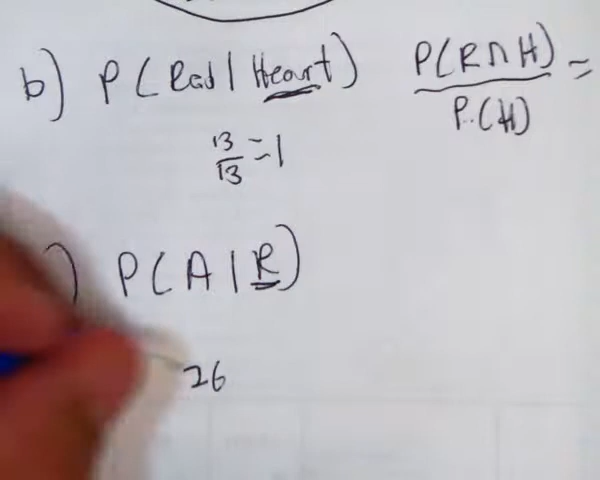 b) P(Red|Heart) P(R∩H) =
P(H)
13
13 =1
) P(A|R)
26